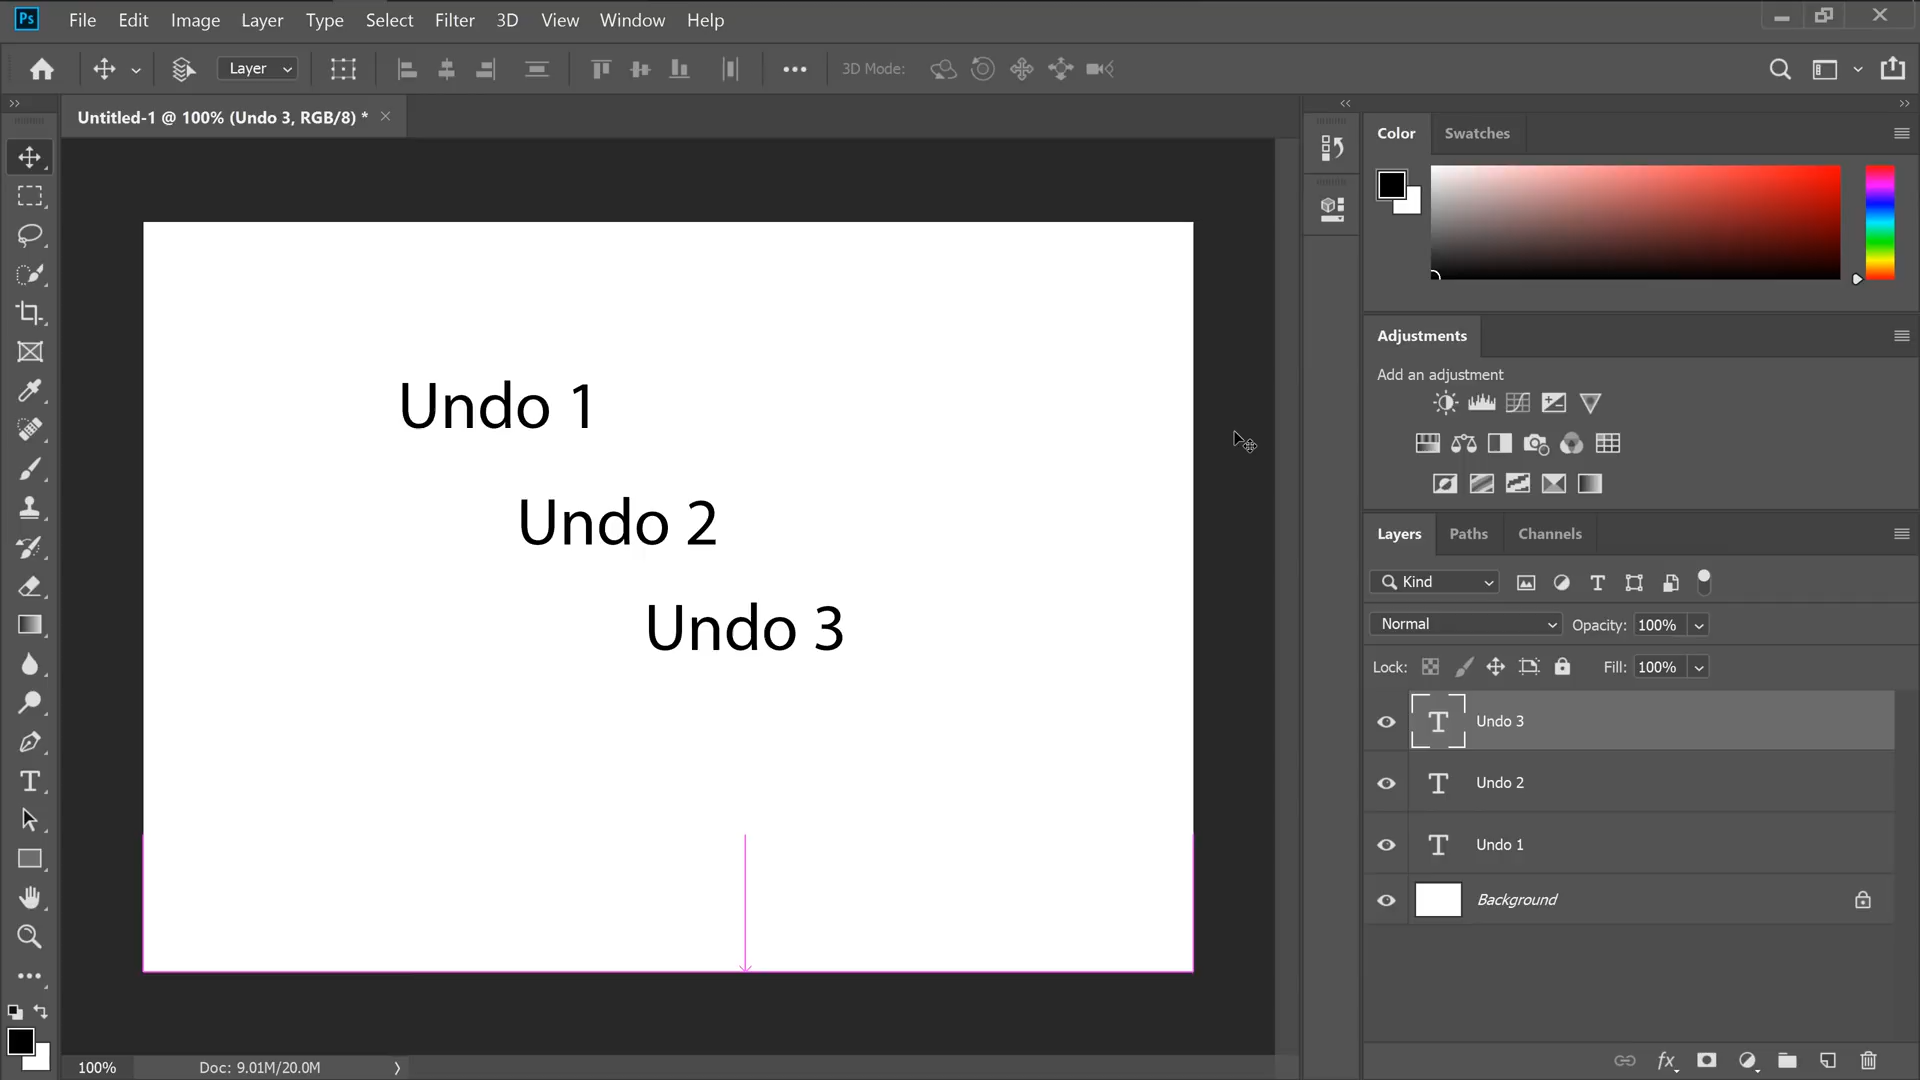 Ps File Edit Image Layer Type Select Filter 3D View Window Help
Layer 3D Mode:
Untitled-1 @ 100% (Undo 3, RGB/8) *
Color Swatches
Adjustments
Add an adjustment
Undo 1
Undo 2
Undo 3
Layers Paths Channels
Kind
Normal Opacity: 100%
Lock: Fill: 100%
Undo 3
Undo 2
Undo 1
Background
100% Doc: 9.01M/20.0M